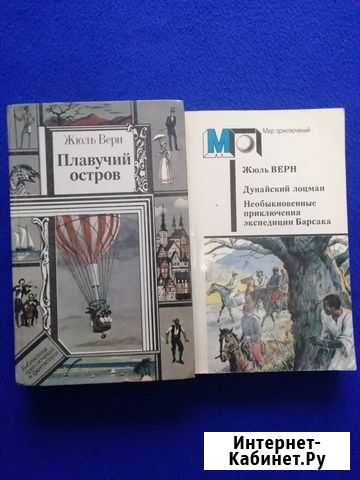 Жюль Верн
Плавучий
остров
Мир приключений
Жюль ВЕРН
Дунайский лоцман
Необыкновенные
приключения
экспедиции Барсака
Интернет-
Кабинет.Ру